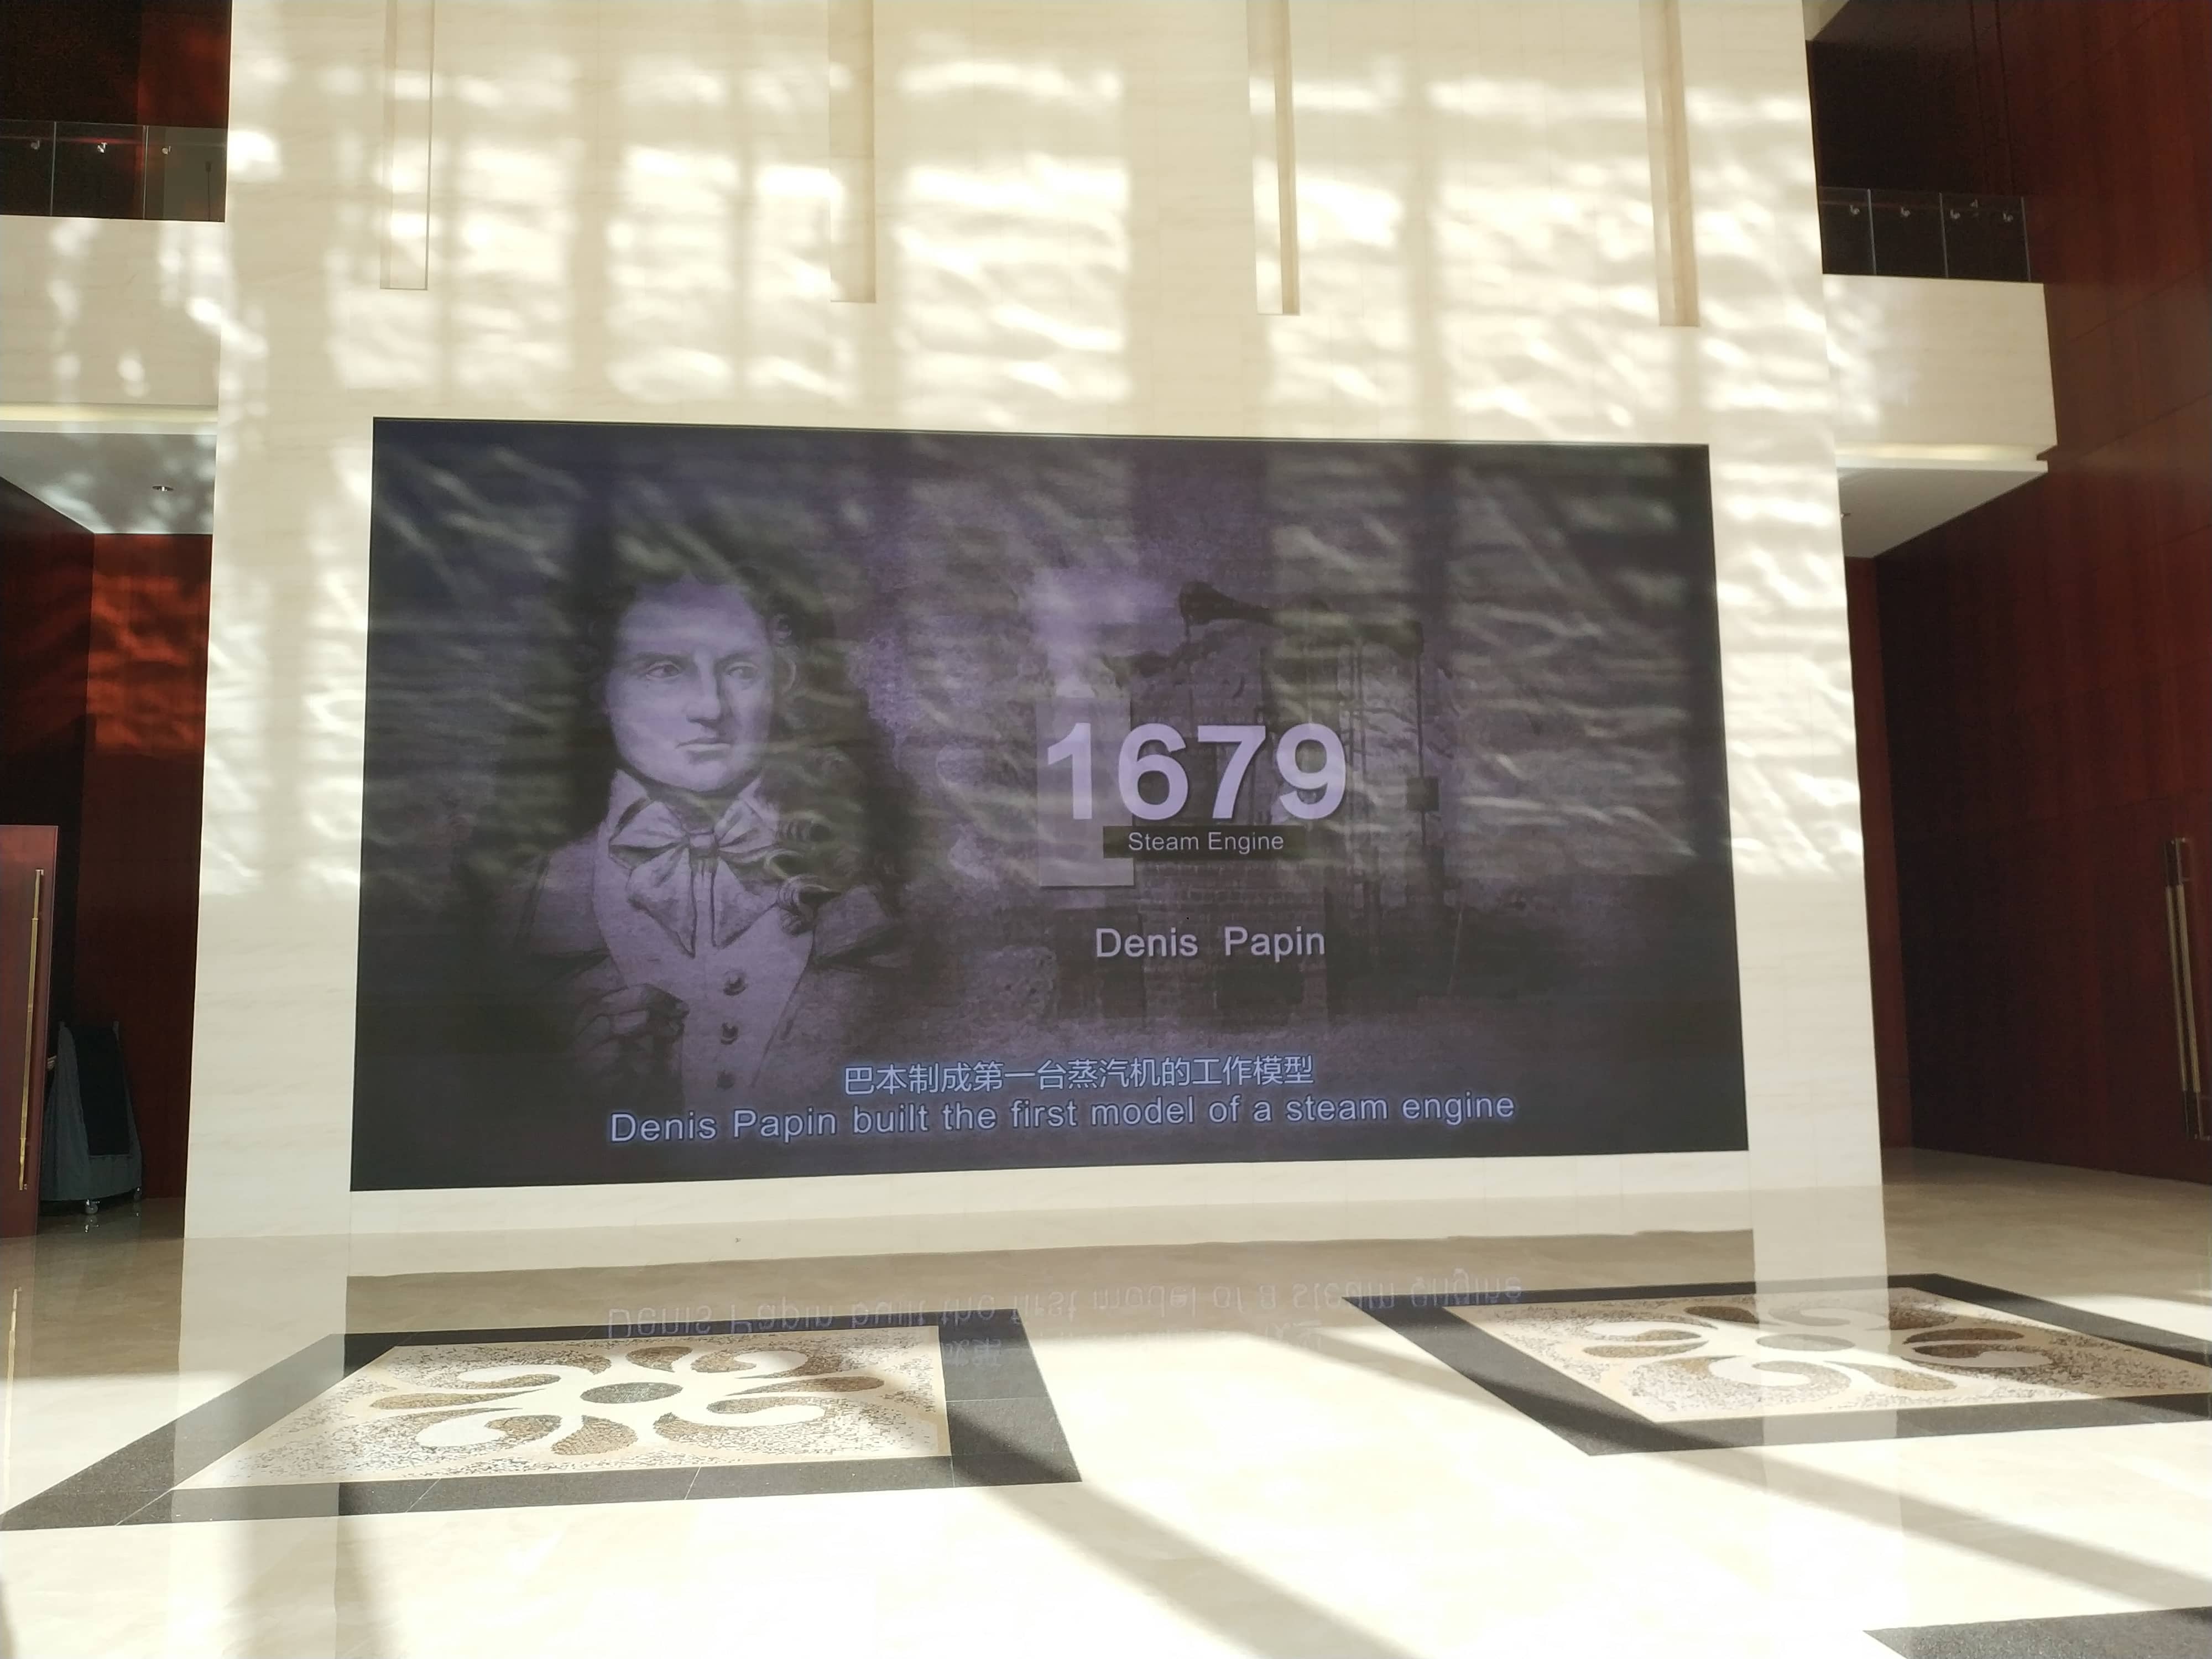 1679
Steam Engine
Denis Papin
巴本制成第一台蒸汽机的工作模型
Denis Papin built the first model of a steam engine